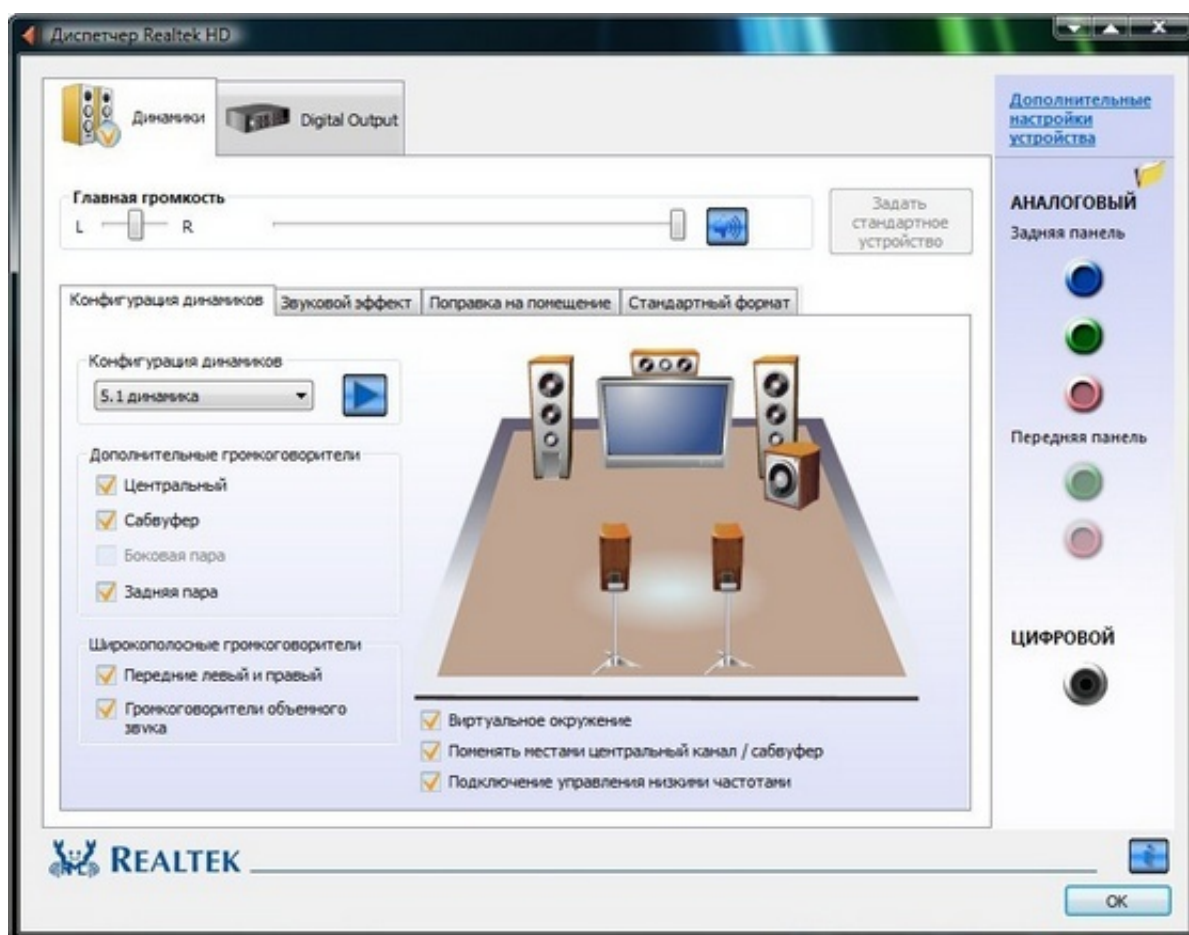 Диспетчер Realtek HD
Динамики
Digital Output
Дополнительные
настройки
устройства
Главная громкость
L
R
Задать
стандартное
устройство
АНАЛОГОВЫЙ
Задняя панель
Конфигурация динамиков
Звуковой эффект
Поправка на помещение
Стандартный формат
Конфигурация динамиков
5.1 динамика
Дополнительные громкоговорители
Центральный
Сабвуфер
Боковая пара
Задняя пара
Широкополосные громкоговорители
Передние левый и правый
Громкоговорители объемного
звука
Виртуальное окружение
Поменять местами центральный канал / сабвуфер
Подключение управления низкими частотами
Передняя панель
ЦИФРОВОЙ
REALTEK
OK